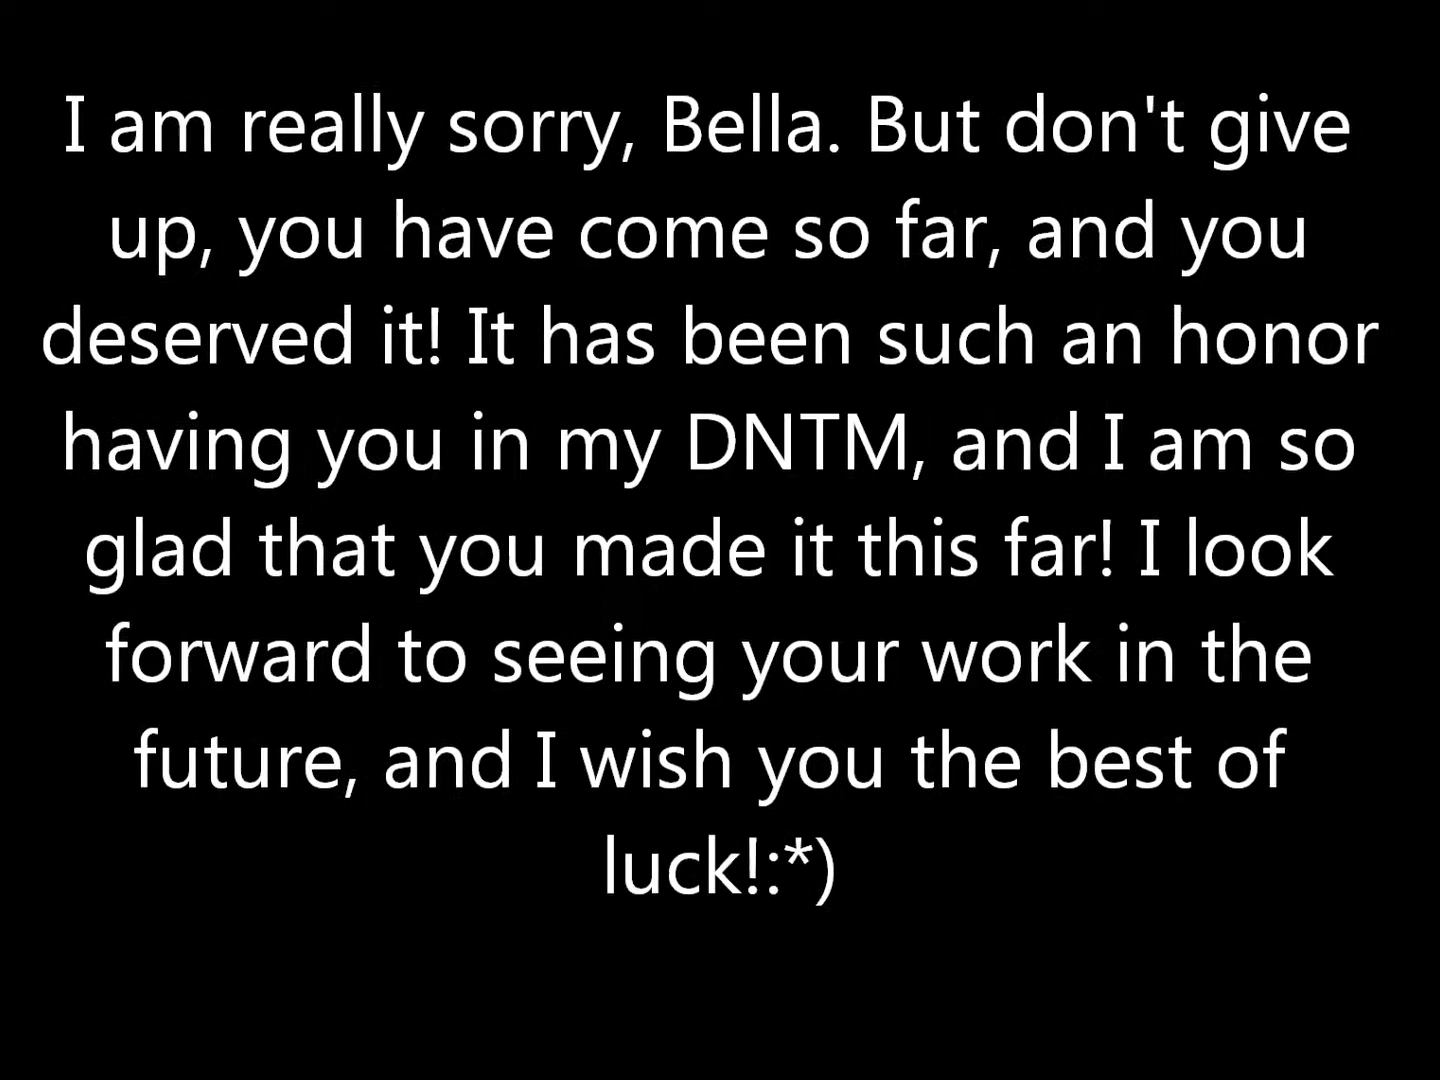 I am really sorry, Bella. But don't give
up, you have come so far, and you
deserved it! It has been such an honor
having you in my DNTM, and I am so
glad that you made it this far! I look
forward to seeing your work in the
future, and I wish you the best of
luck!:*)